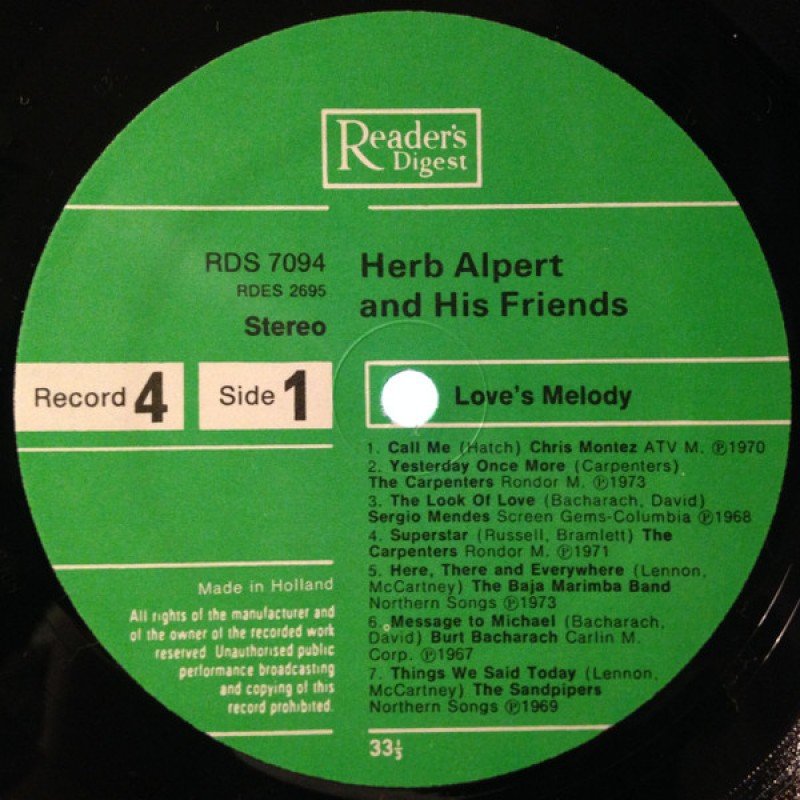 Reader's
Digest
RDS 7094
RDES 2695
Stereo
Herb Alpert
and His Friends
Record 4
Side 1
Love's Melody
1. Call Me (Hatch) Chris Montez ATV M. ℗1970
2. Yesterday Once More (Carpenters),
The Carpenters Rondor M. ℗1973
3. The Look Of Love (Bacharach, David)
Sergio Mendes Screen Gems-Columbia ℗1968
4. Superstar (Russell, Bramlett) The
Carpenters Rondor M. ℗1971
5. Here, There and Everywhere (Lennon,
McCartney) The Baja Marimba Band
Northern Songs ℗1973
6. Message to Michael (Bacharach,
David) Burt Bacharach Carlin M.
Corp. ℗1967
7. Things We Said Today (Lennon,
McCartney) The Sandpipers
Northern Songs ℗1969
33⅓
Made in Holland
All rights of the manufacturer and
of the owner of the recorded work
reserved. Unauthorised public
performance broadcasting
and copying of this
record prohibited.